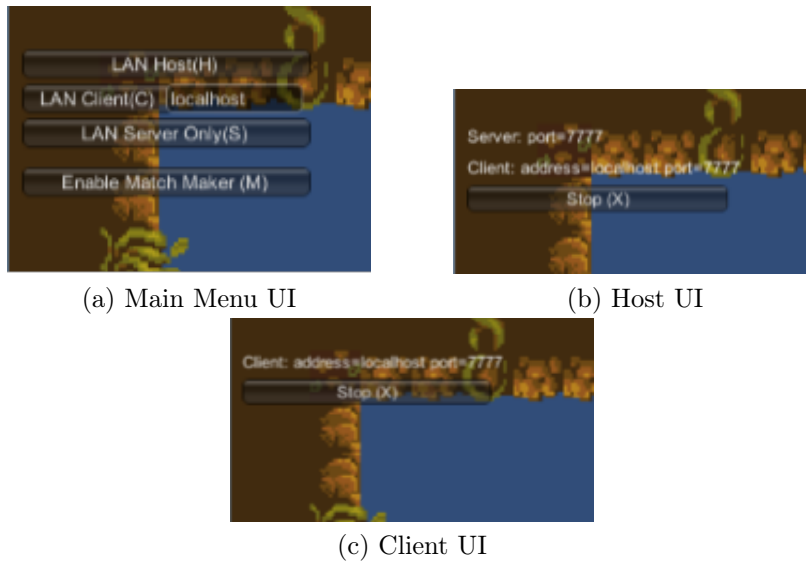 LAN Host(H)
LAN Client(C) localhost
LAN Server Only(S)
Enable Match Maker (M)
(a) Main Menu UI
Server: port=7777
Client: address=localhost port=7777
Stop (X)
(b) Host UI
Client: address=localhost port=7777
Stop (X)
(c) Client UI